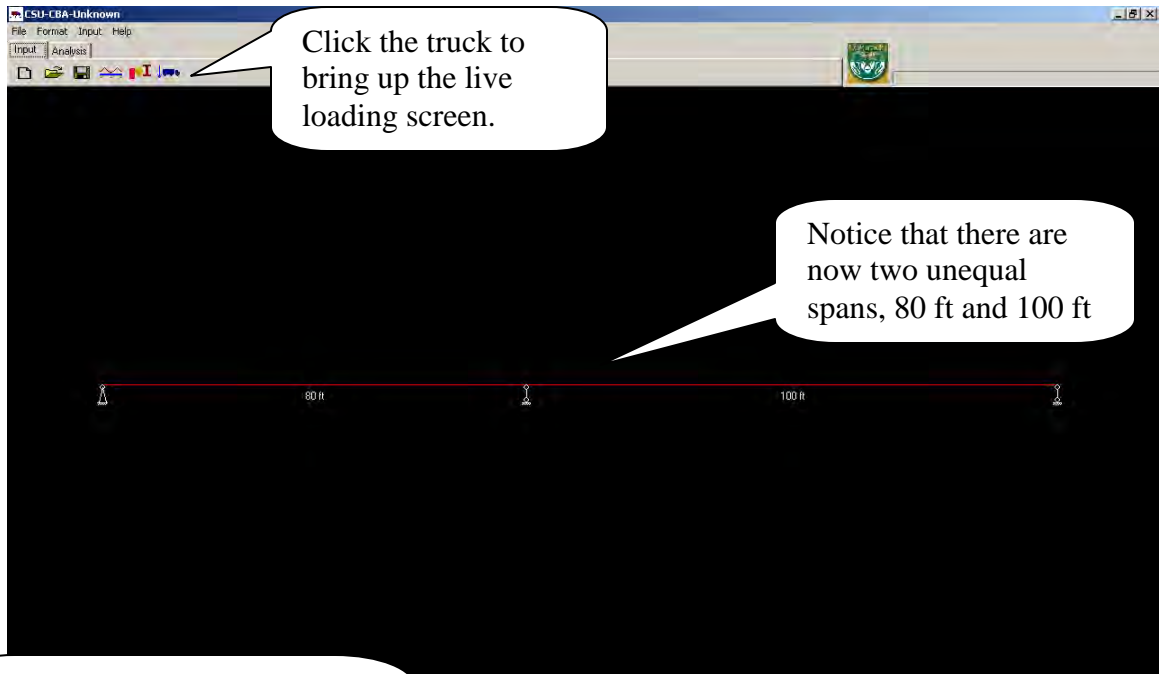 CSU-CBA-Unknown
File Format Input Help
Input Analysis
Click the truck to
bring up the live
loading screen.
Notice that there are
now two unequal
spans, 80 ft and 100 ft
80 ft
100 ft